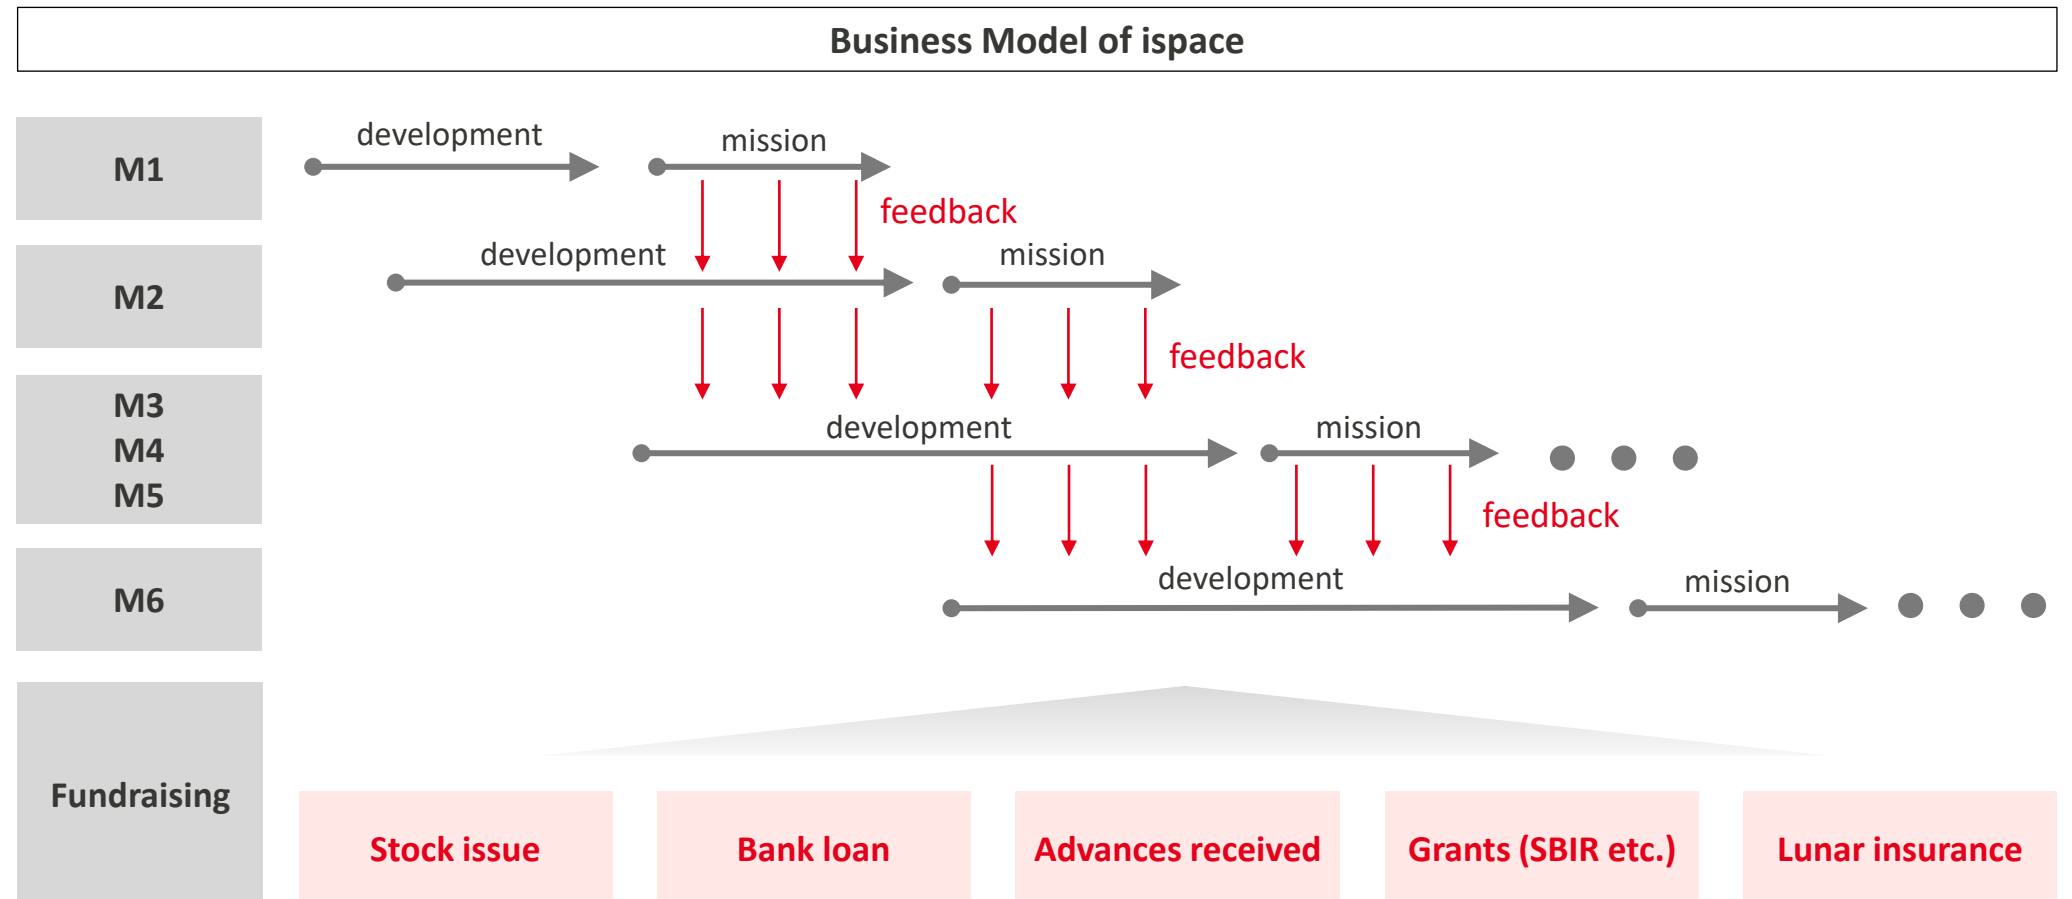 Business Model of ispace
M1
development
mission
feedback
M2
development
mission
feedback
M3
M4
M5
development
mission
feedback
M6
development
mission
Fundraising
Stock issue
Bank loan
Advances received
Grants (SBIR etc.)
Lunar insurance